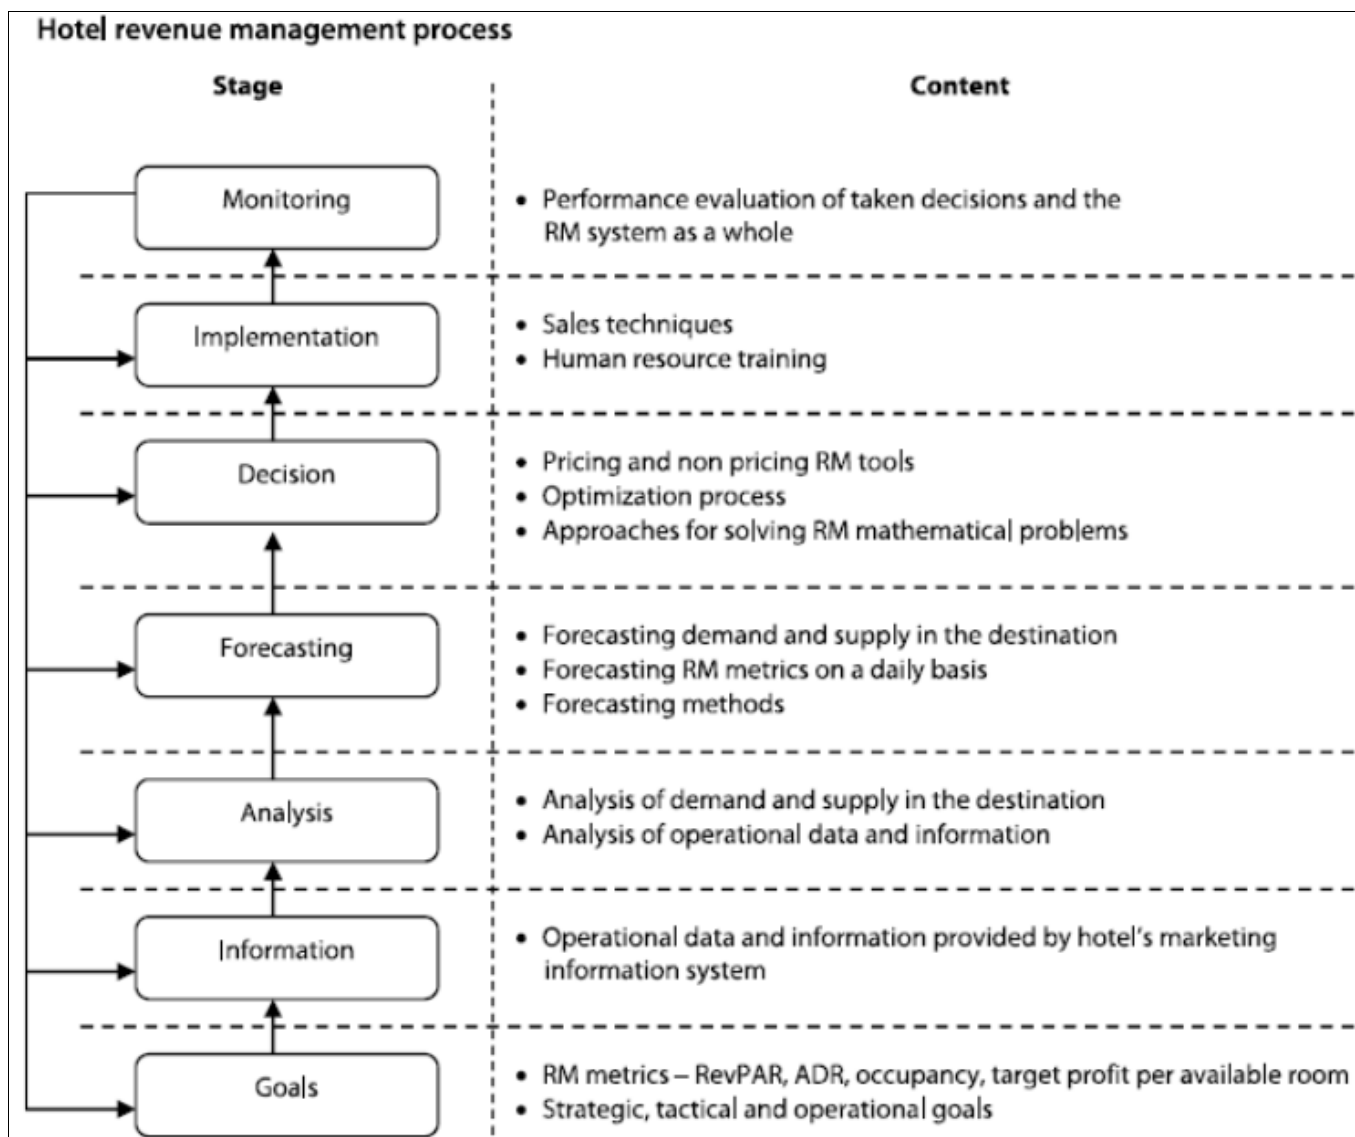 Hotel revenue management process
Stage
Content
Monitoring
• Performance evaluation of taken decisions and the
RM system as a whole
Implementation
• Sales techniques
• Human resource training
Decision
• Pricing and non pricing RM tools
• Optimization process
• Approaches for solving RM mathematical problems
Forecasting
• Forecasting demand and supply in the destination
• Forecasting RM metrics on a daily basis
• Forecasting methods
Analysis
• Analysis of demand and supply in the destination
• Analysis of operational data and information
Information
• Operational data and information provided by hotel's marketing
information system
Goals
• RM metrics – RevPAR, ADR, occupancy, target profit per available room
• Strategic, tactical and operational goals